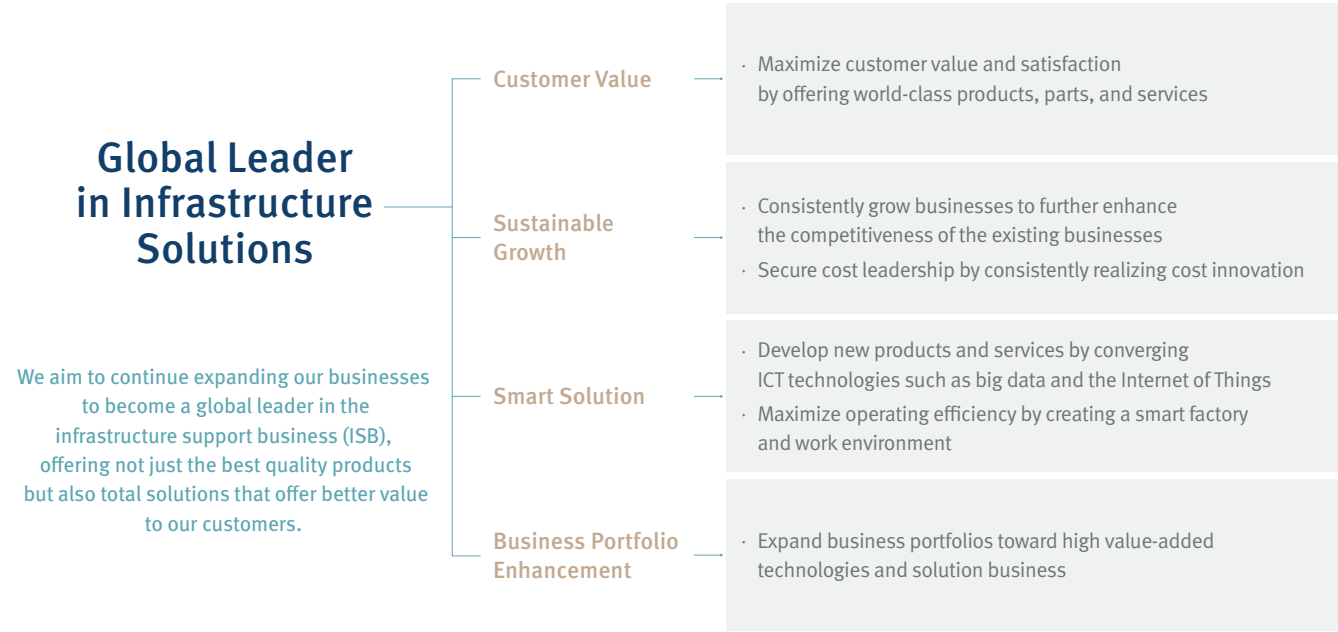 Global Leader
in Infrastructure
Solutions
We aim to continue expanding our businesses
to become a global leader in the
infrastructure support business (ISB),
offering not just the best quality products
but also total solutions that offer better value
to our customers.
Customer Value
· Maximize customer value and satisfaction
by offering world-class products, parts, and services
Sustainable
Growth
· Consistently grow businesses to further enhance
the competitiveness of the existing businesses
· Secure cost leadership by consistently realizing cost innovation
Smart Solution
· Develop new products and services by converging
ICT technologies such as big data and the Internet of Things
· Maximize operating efficiency by creating a smart factory
and work environment
Business Portfolio
Enhancement
· Expand business portfolios toward high value-added
technologies and solution business